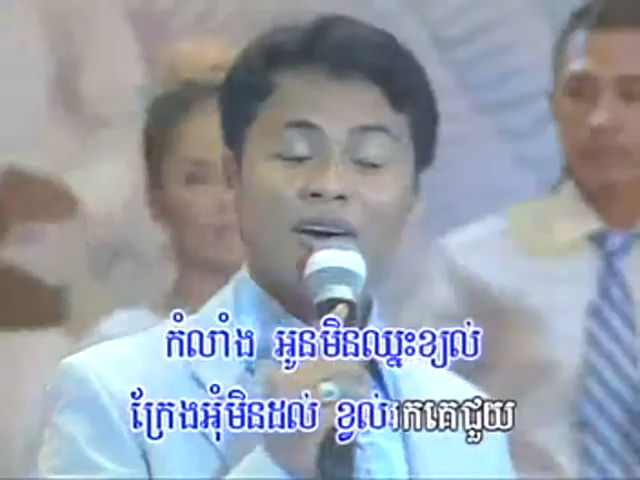 កំលាំង អូនមិនឈ្នះខ្យល់
ក្រែងអុំមិនដល់ ខ្វល់រកគេជួយ